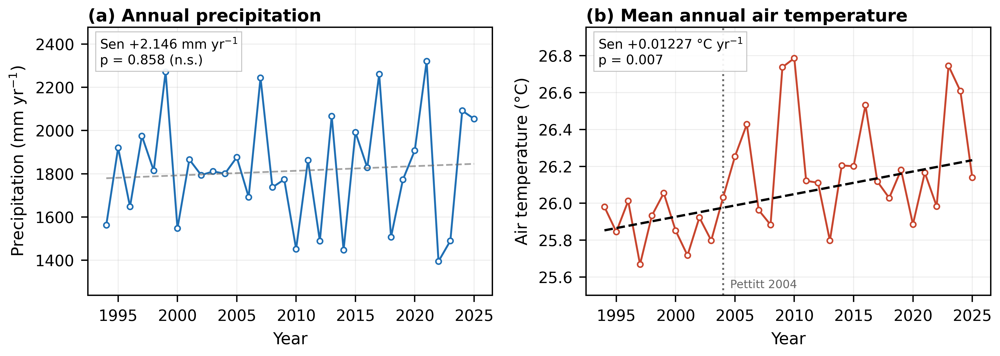 (a) Annual precipitation
Sen +2.146 mm yr⁻¹
p = 0.858 (n.s.)
Precipitation (mm yr⁻¹)
2400
2200
2000
1800
1600
1400
1995 2000 2005 2010 2015 2020 2025
Year
(b) Mean annual air temperature
Sen +0.01227 °C yr⁻¹
p = 0.007
Air temperature (°C)
26.8
26.6
26.4
26.2
26.0
25.8
25.6
Pettitt 2004
1995 2000 2005 2010 2015 2020 2025
Year